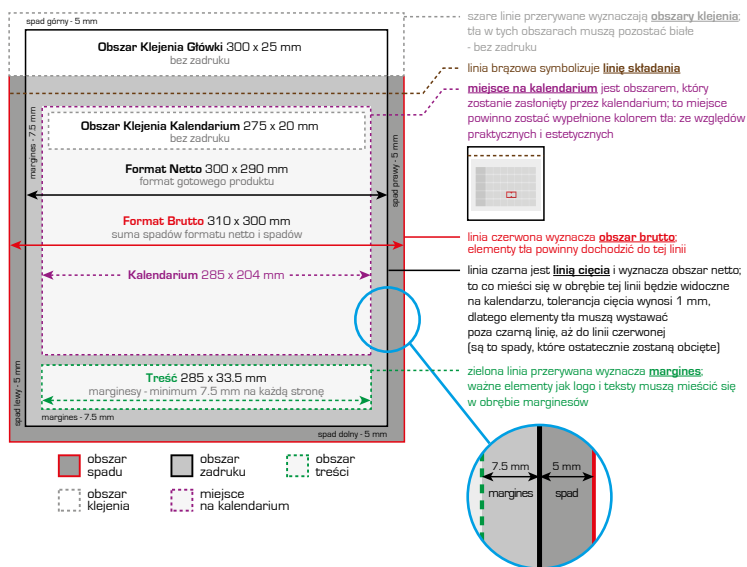 spad górny - 5 mm
Obszar Klejenia Główki 300 x 25 mm
bez zadruku
margines - 7.5 mm
Obszar Klejenia Kalendarium 275 x 20 mm
bez zadruku
spad prawy - 5 mm
Format Netto 300 x 290 mm
format gotowego produktu
Format Brutto 310 x 300 mm
suma spadów formatu netto i spadów
Kalendarium 285 x 204 mm
spad lewy - 5 mm
Treść 285 x 33.5 mm
marginesy - minimum 7.5 mm na każdą stronę
margines - 7.5 mm
spad dolny - 5 mm
szare linie przerywane wyznaczają obszary klejenia;
tła w tych obszarach muszą pozostać białe
- bez zadruku
linia brązowa symbolizuje linię składania
miejsce na kalendarium jest obszarem, który
zostanie zasłonięty przez kalendarium; to miejsce
powinno zostać wypełnione kolorem tła: ze względów
praktycznych i estetycznych
linia czerwona wyznacza obszar brutto;
elementy tła powinny dochodzić do tej linii
linia czarna jest linią cięcia i wyznacza obszar netto;
to co mieści się w obrębie tej linii będzie widoczne
na kalendarzu, tolerancja cięcia wynosi 1 mm,
dlatego elementy tła muszą wystawać
poza czarną linię, aż do linii czerwonej
(są to spady, które ostatecznie zostaną obcięte)
zielona linia przerywana wyznacza margines;
ważne elementy jak logo i teksty muszą mieścić się
w obrębie marginesów
obszar
spadu
obszar
zadruku
obszar
treści
obszar
klejenia
miejsce
na kalendarium
7.5 mm
5 mm
margines
spad